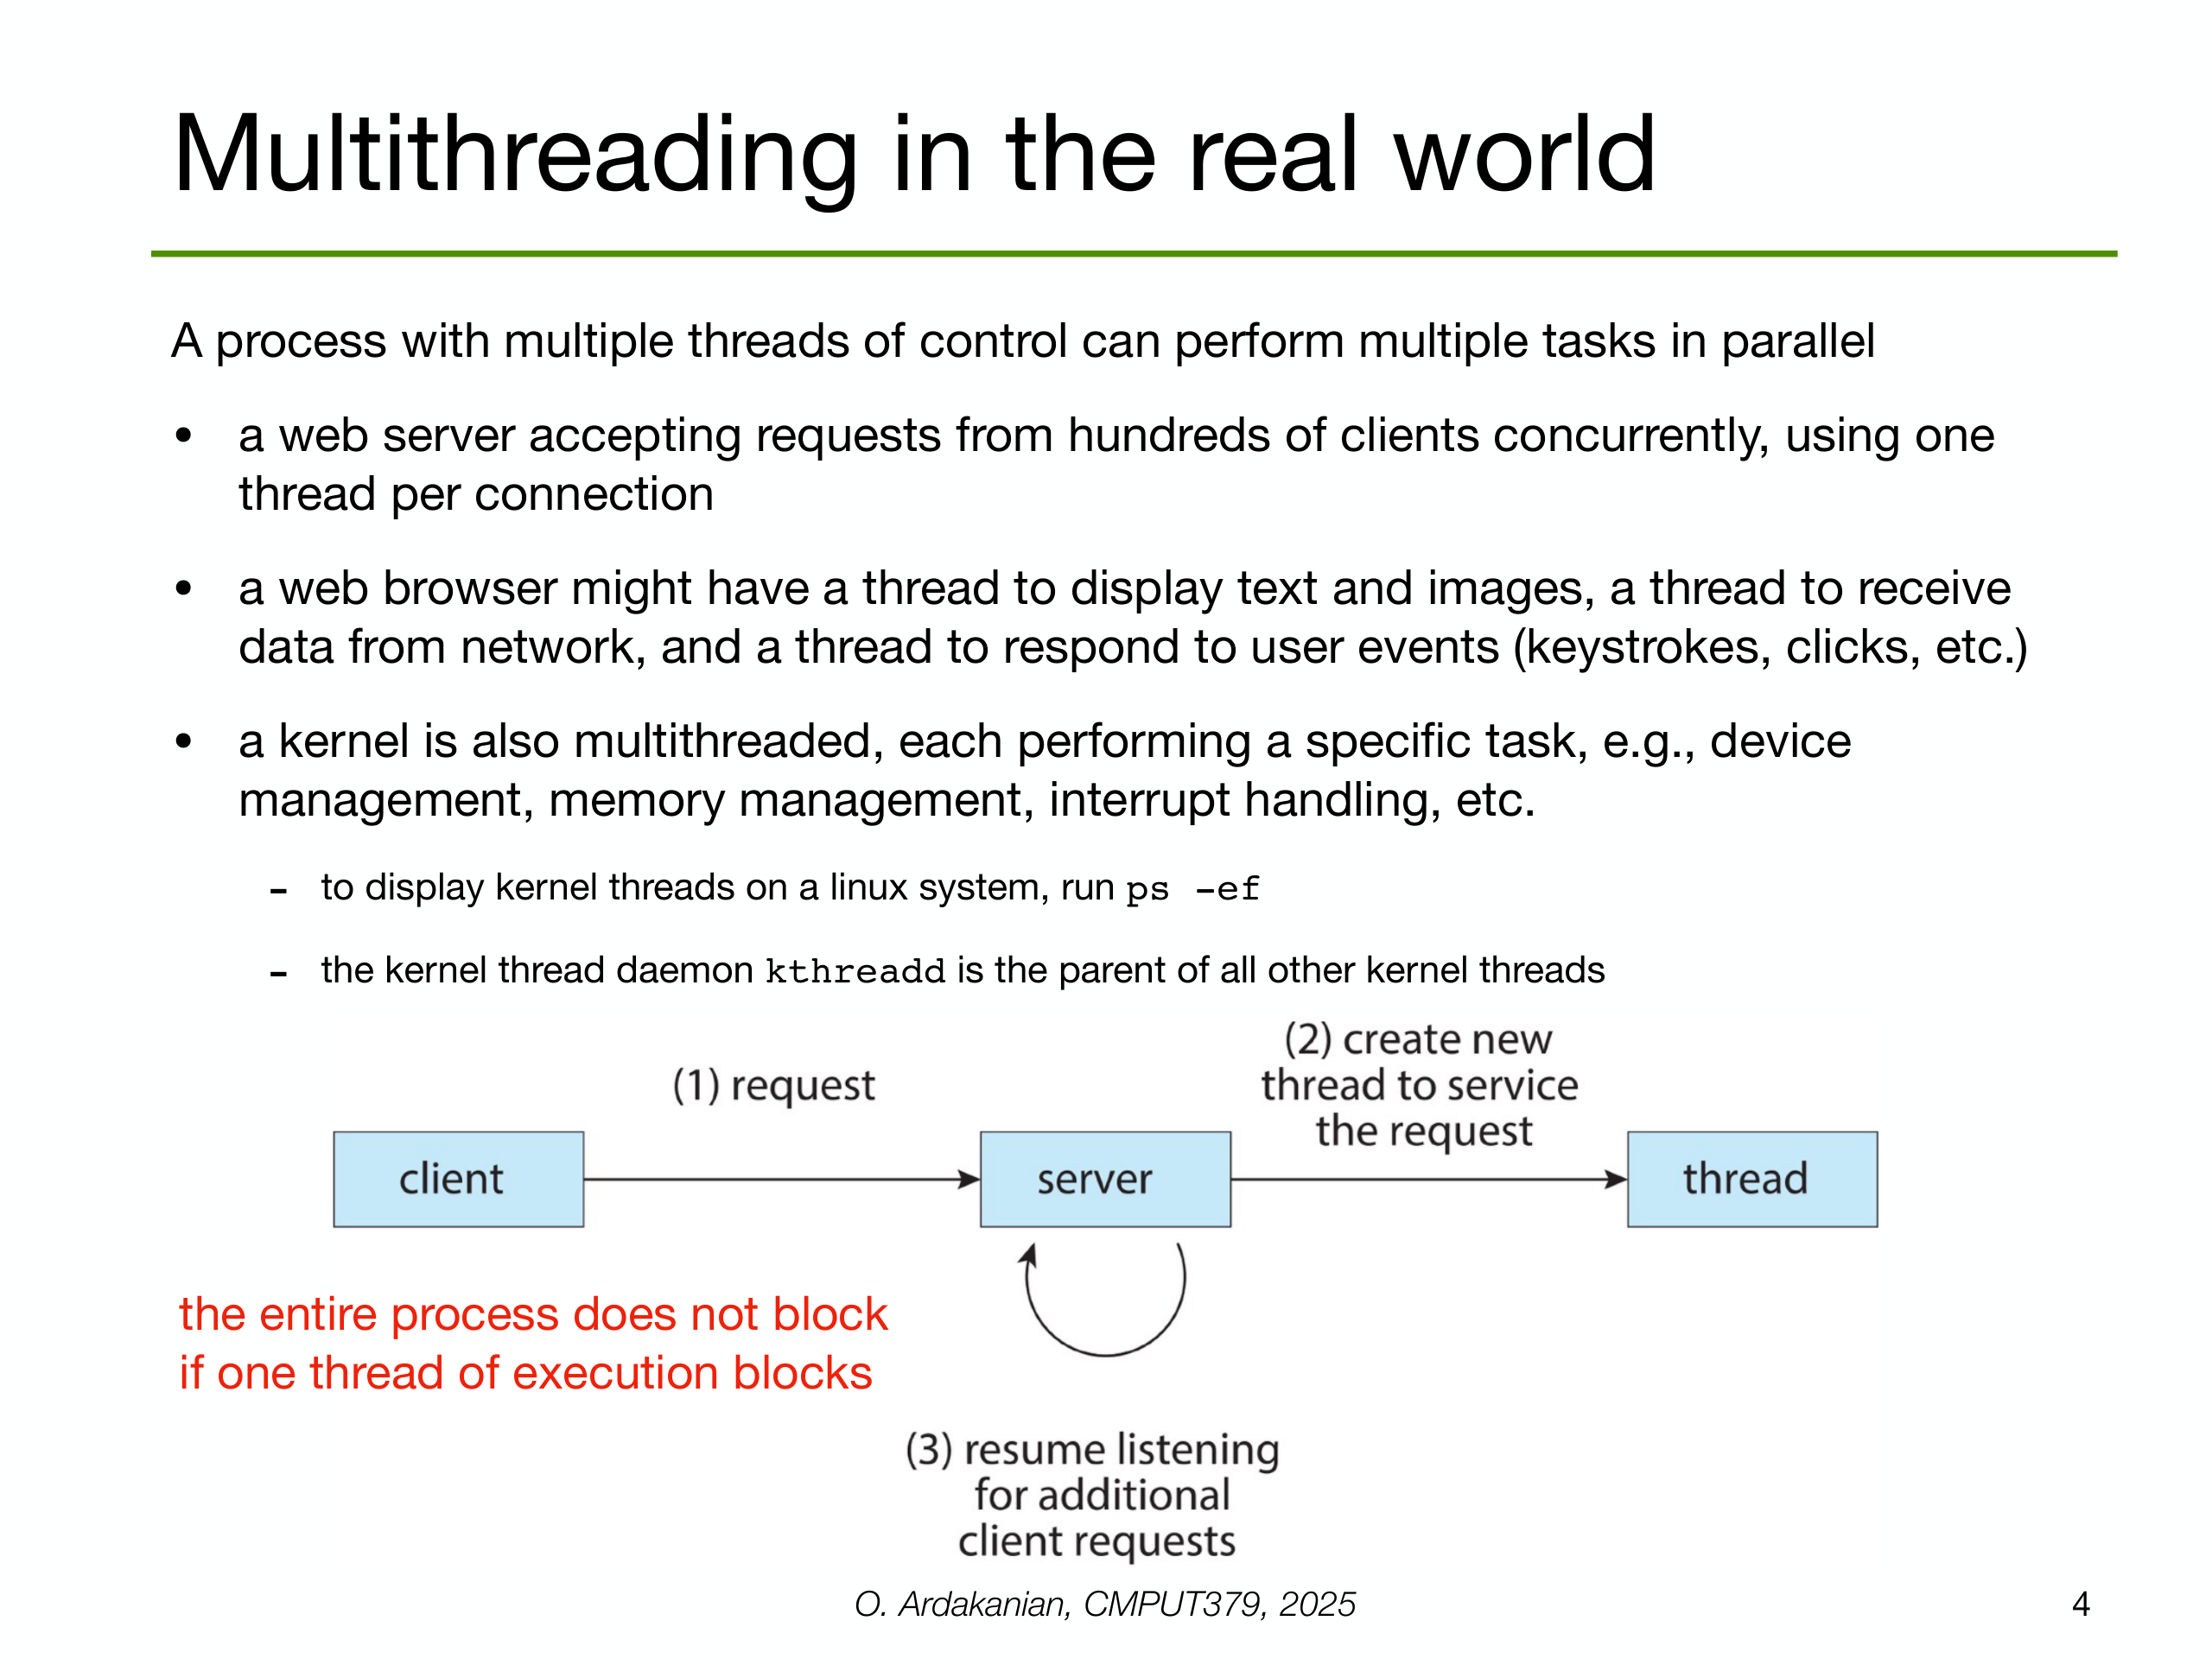 Multithreading in the real world
A process with multiple threads of control can perform multiple tasks in parallel
• a web server accepting requests from hundreds of clients concurrently, using one
thread per connection
• a web browser might have a thread to display text and images, a thread to receive
data from network, and a thread to respond to user events (keystrokes, clicks, etc.)
• a kernel is also multithreaded, each performing a specific task, e.g., device
management, memory management, interrupt handling, etc.
- to display kernel threads on a linux system, run ps -ef
- the kernel thread daemon kthreadd is the parent of all other kernel threads
(1) request
(2) create new
thread to service
the request
client
server
thread
the entire process does not block
if one thread of execution blocks
(3) resume listening
for additional
client requests
O. Ardakanian, CMPUT379, 2025
4